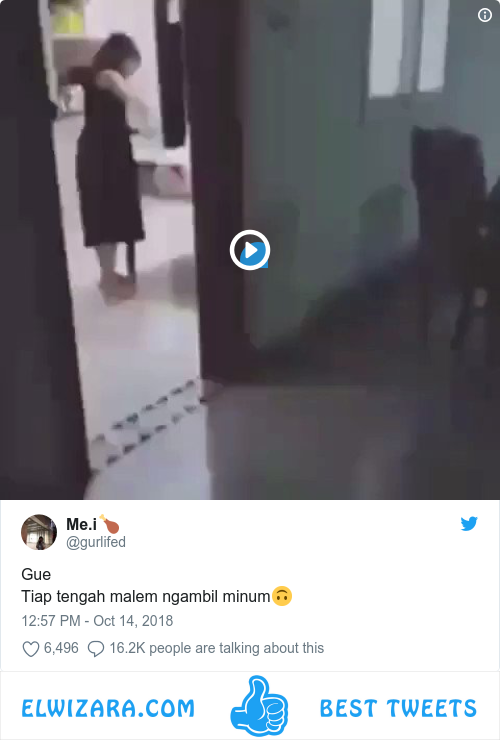 Me.i🍗
@gurlifed
Gue
Tiap tengah malem ngambil minum🙃
12:57 PM - Oct 14, 2018
6,496 16.2K people are talking about this
ELWIZARA.COM BEST TWEETS